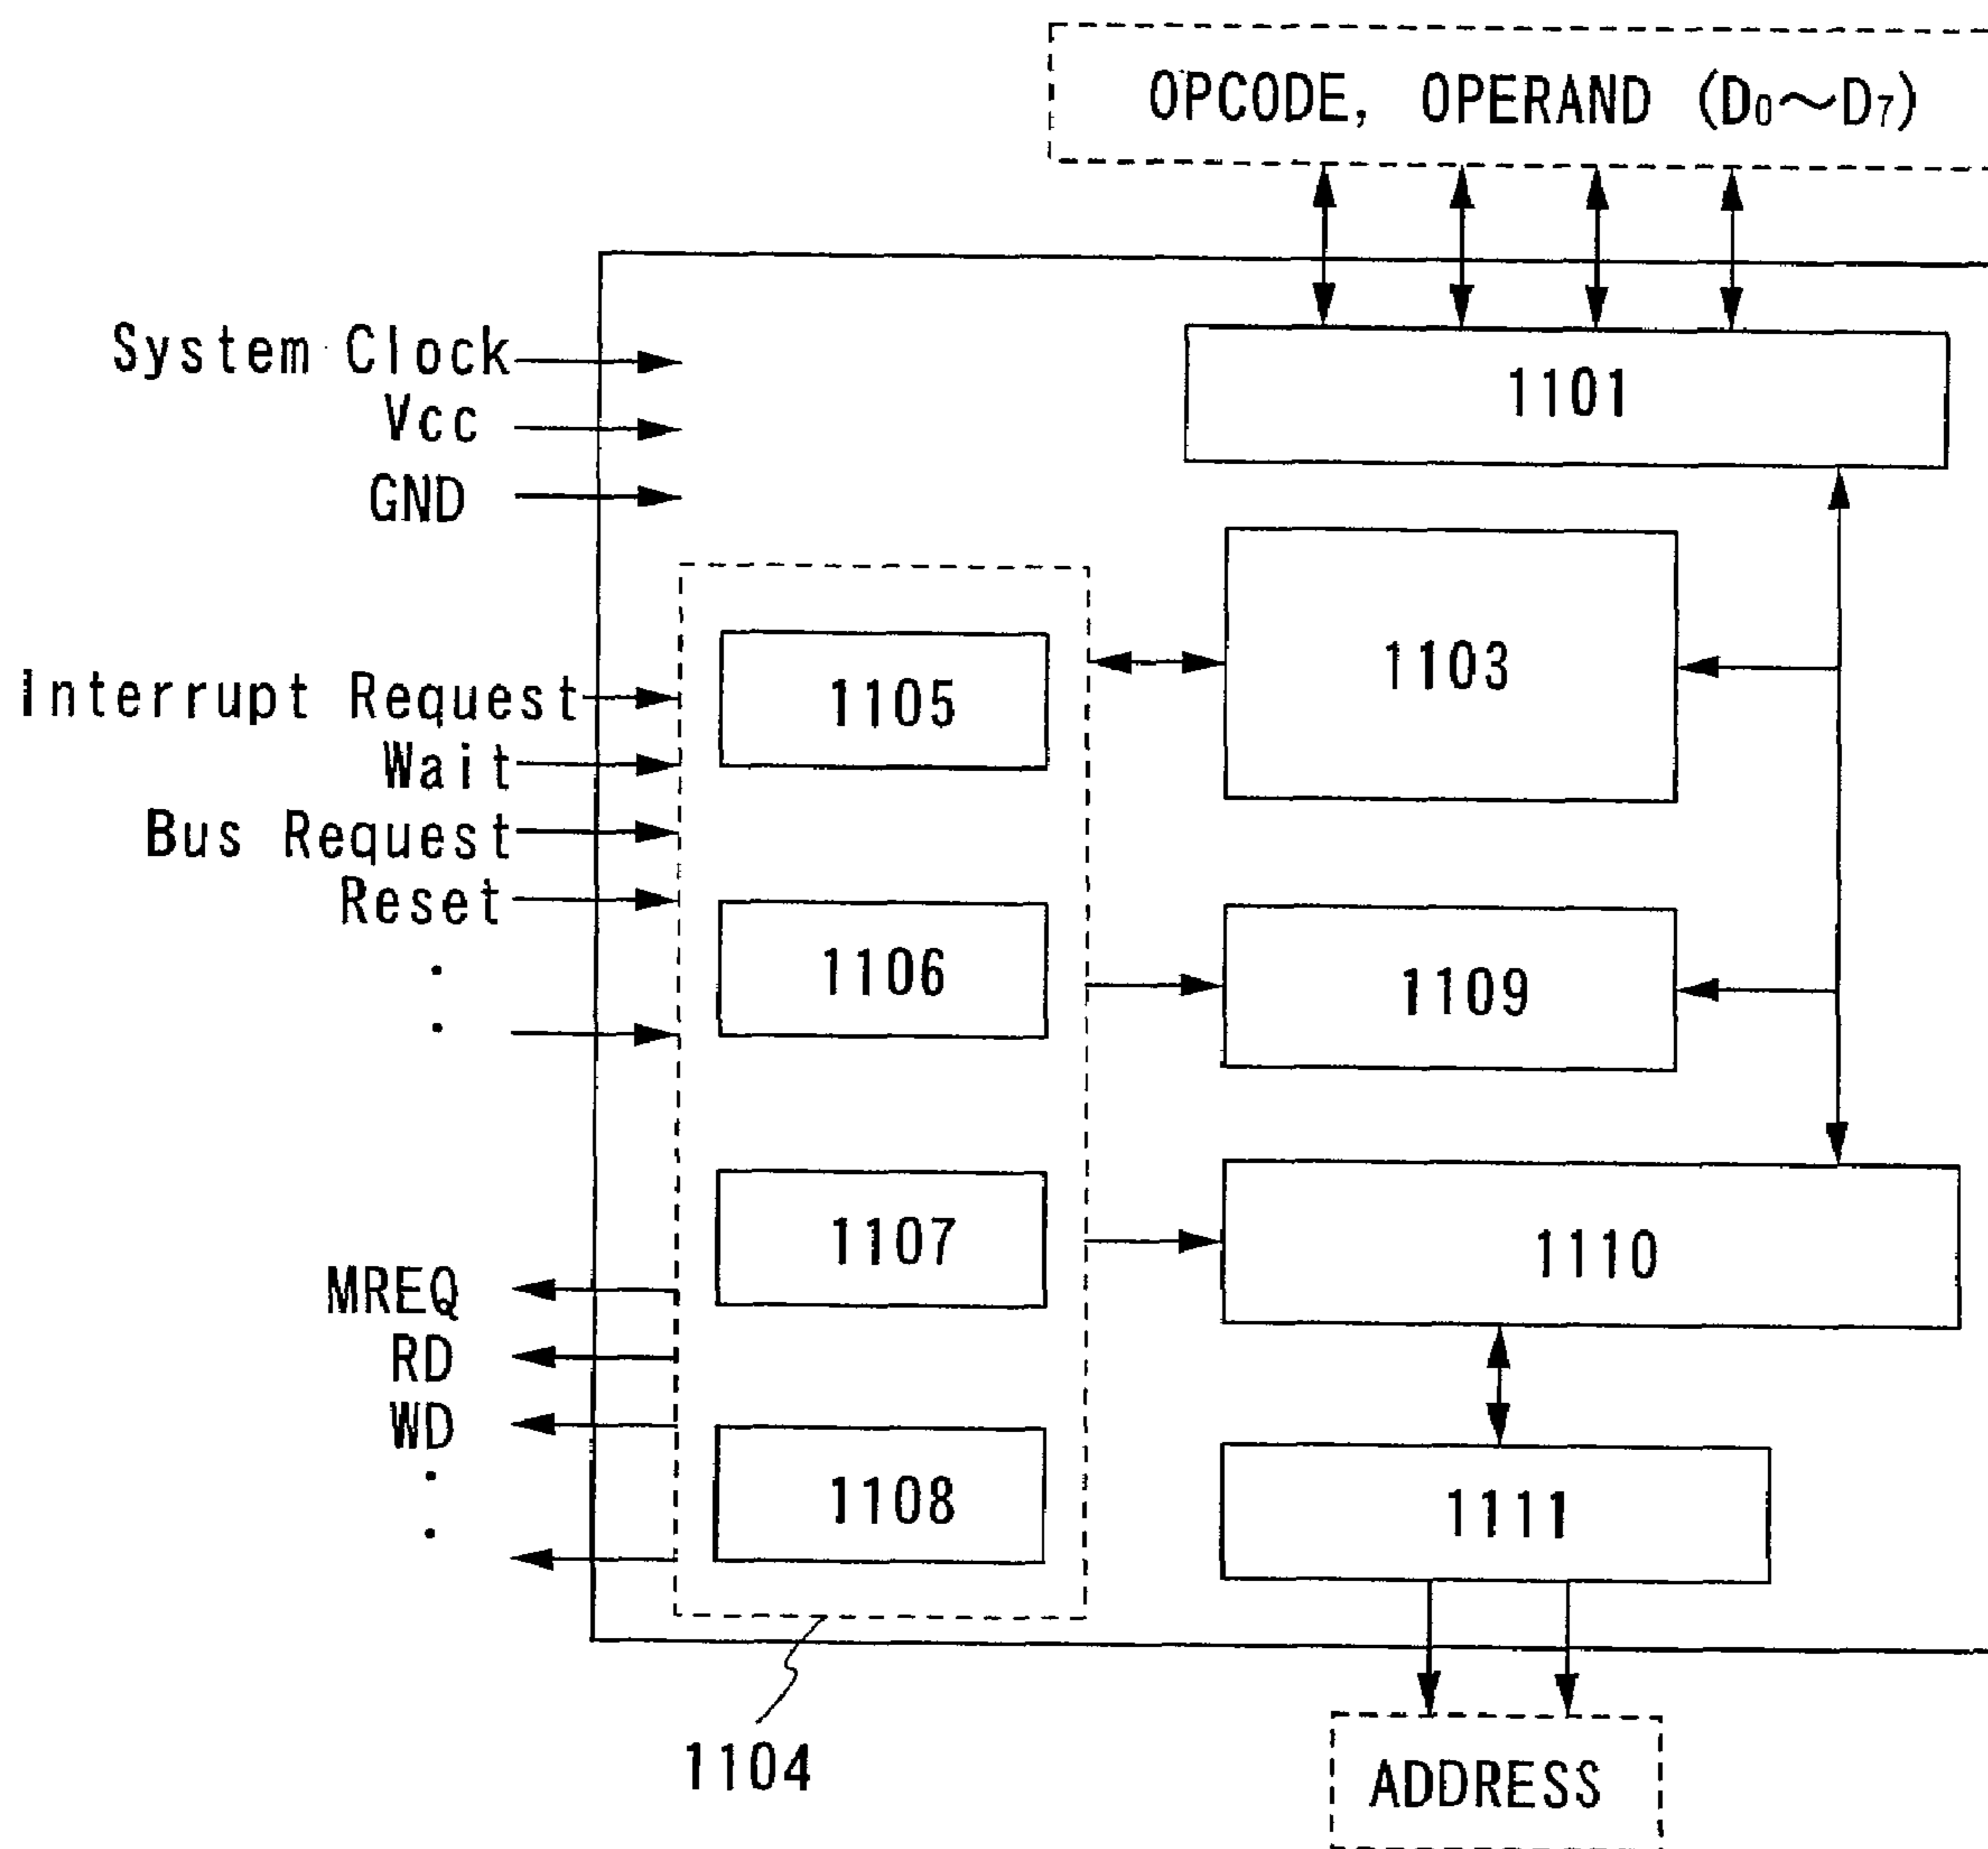 OPCODE, OPERAND (D0～D7)
System Clock
Vcc
GND
1101
1103
Interrupt Request
Wait
Bus Request
Reset
1105
1106
1109
1107
1110
MREQ
RD
WD
1108
1111
1104
ADDRESS